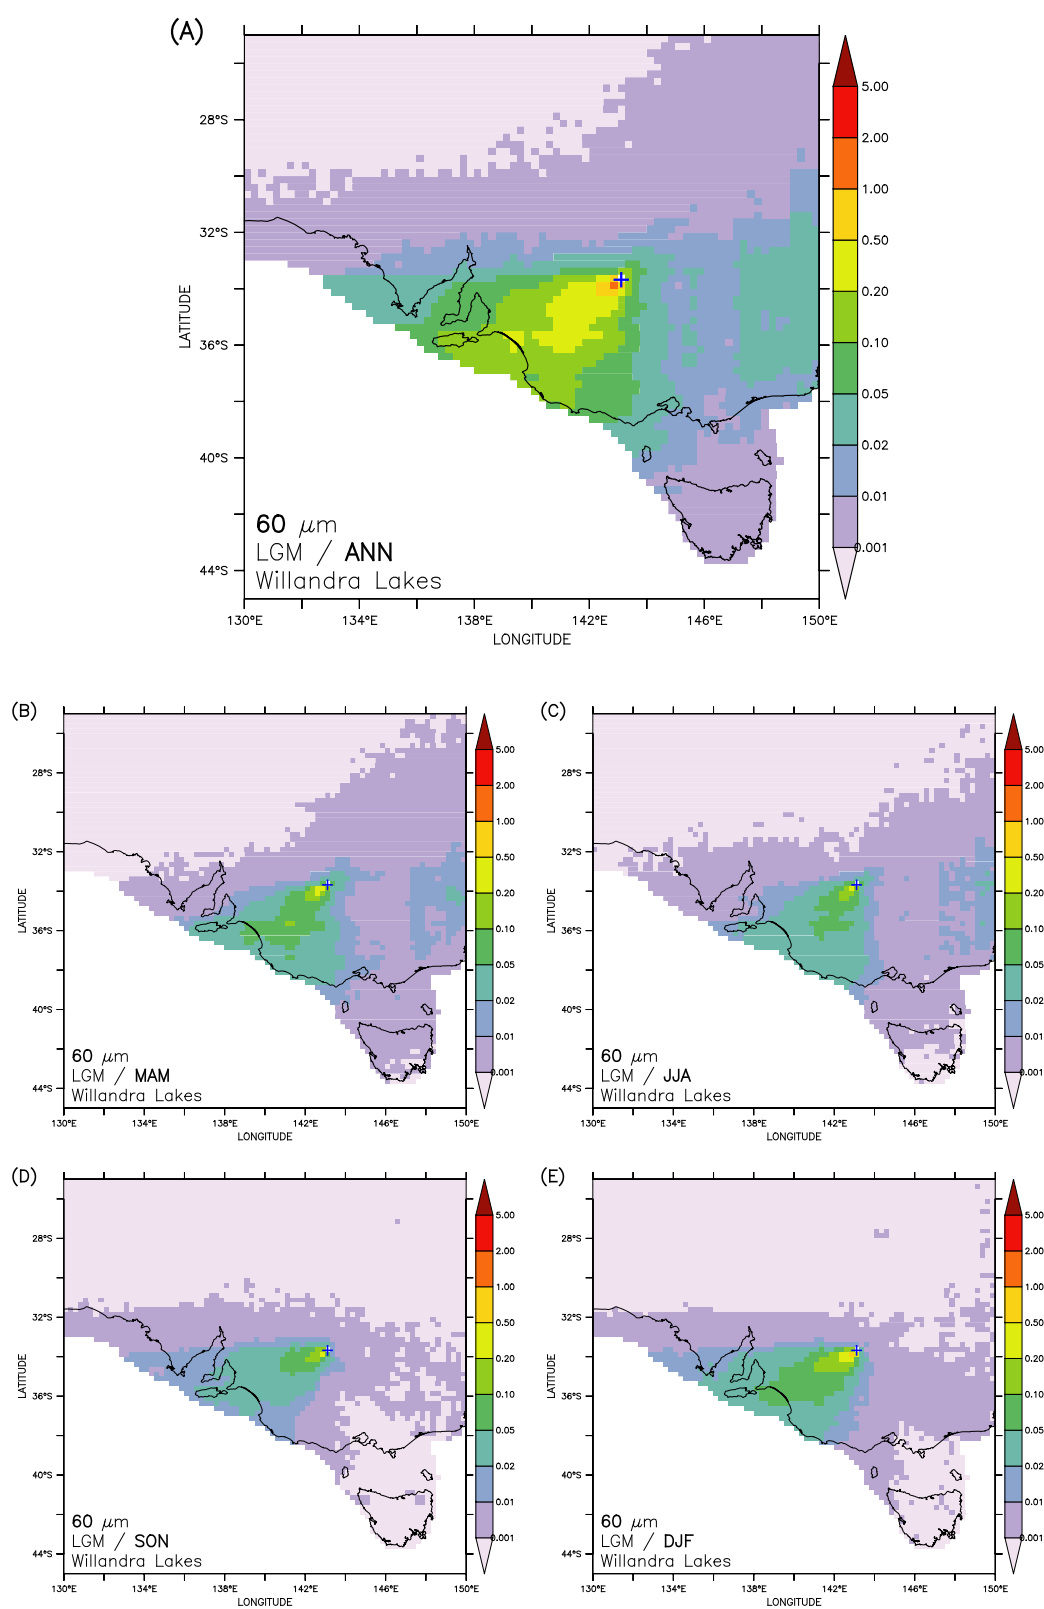 (A)
LATITUDE
28°S
32°S
36°S
40°S
44°S
60 µm
LGM / ANN
Willandra Lakes
130°E 134°E 138°E 142°E 146°E 150°E
LONGITUDE
5.00
2.00
1.00
0.50
0.20
0.10
0.05
0.02
0.01
0.001
(B)
LATITUDE
28°S
32°S
36°S
40°S
44°S
60 µm
LGM / MAM
Willandra Lakes
130°E 134°E 138°E 142°E 146°E 150°E
LONGITUDE
5.00
2.00
1.00
0.50
0.20
0.10
0.05
0.02
0.01
0.001
(C)
LATITUDE
28°S
32°S
36°S
40°S
44°S
60 µm
LGM / JJA
Willandra Lakes
130°E 134°E 138°E 142°E 146°E 150°E
LONGITUDE
5.00
2.00
1.00
0.50
0.20
0.10
0.05
0.02
0.01
0.001
(D)
LATITUDE
28°S
32°S
36°S
40°S
44°S
60 µm
LGM / SON
Willandra Lakes
130°E 134°E 138°E 142°E 146°E 150°E
LONGITUDE
5.00
2.00
1.00
0.50
0.20
0.10
0.05
0.02
0.01
0.001
(E)
LATITUDE
28°S
32°S
36°S
40°S
44°S
60 µm
LGM / DJF
Willandra Lakes
130°E 134°E 138°E 142°E 146°E 150°E
LONGITUDE
5.00
2.00
1.00
0.50
0.20
0.10
0.05
0.02
0.01
0.001